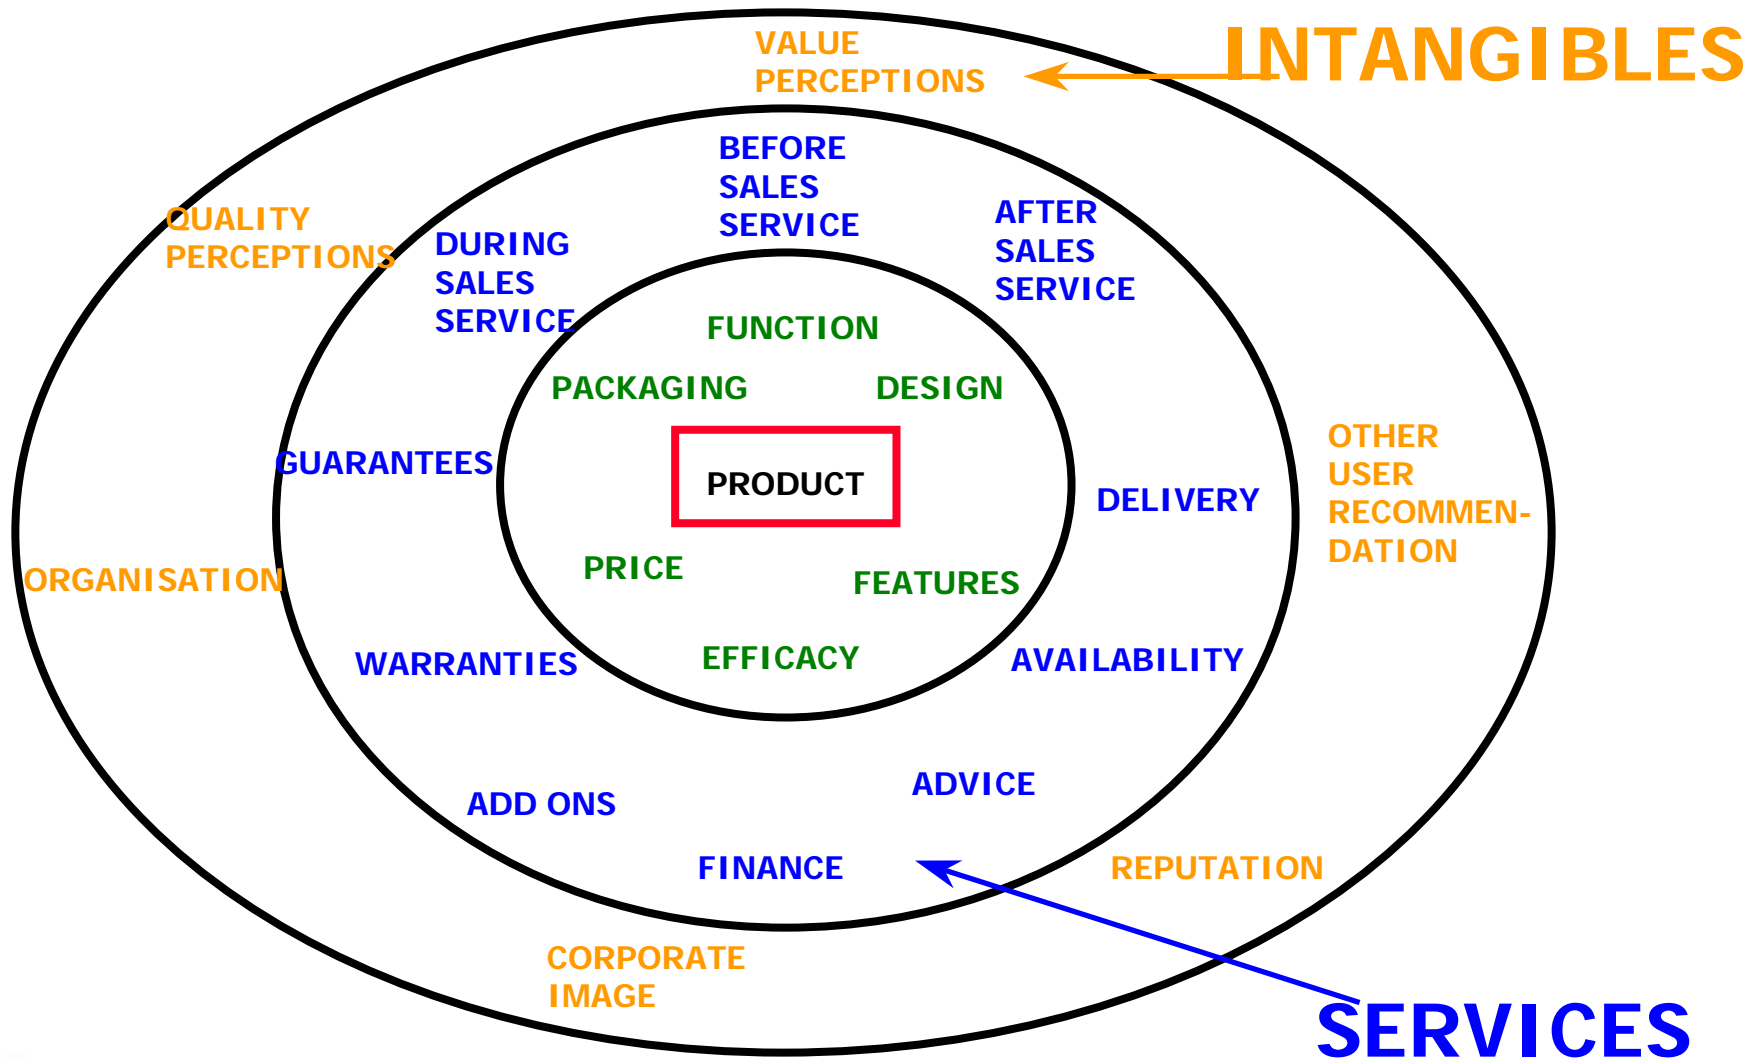 INTANGIBLES
VALUE
PERCEPTIONS
BEFORE
SALES
SERVICE
AFTER
SALES
SERVICE
QUALITY
PERCEPTIONS
DURING
SALES
SERVICE
FUNCTION
PACKAGING
DESIGN
OTHER
USER
RECOMMEN-
DATION
GUARANTEES
PRODUCT
DELIVERY
ORGANISATION
PRICE
FEATURES
WARRANTIES
EFFICACY
AVAILABILITY
ADD ONS
ADVICE
FINANCE
REPUTATION
CORPORATE
IMAGE
SERVICES